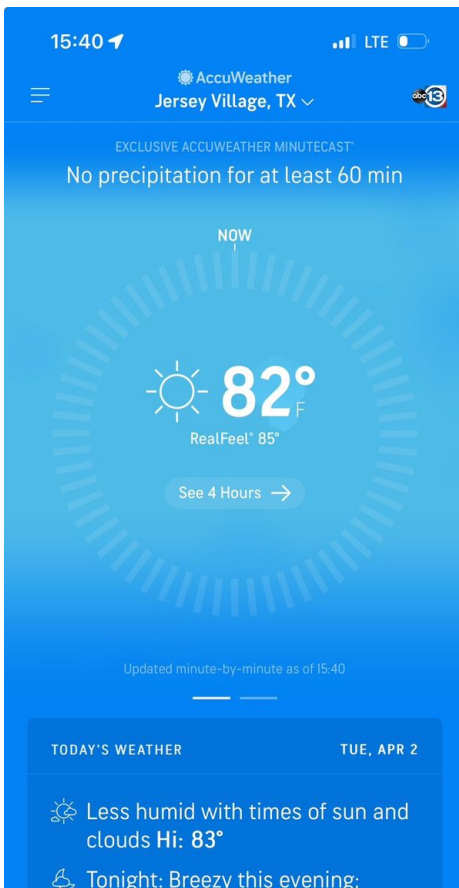 15:40
LTE
AccuWeather
Jersey Village, TX
abc13
EXCLUSIVE ACCUWEATHER MINUTECAST®
No precipitation for at least 60 min
NOW
82°F
RealFeel® 85°
See 4 Hours →
Updated minute-by-minute as of 15:40
TODAY'S WEATHER TUE, APR 2
Less humid with times of sun and
clouds Hi: 83°
Tonight: Breezy this evening;